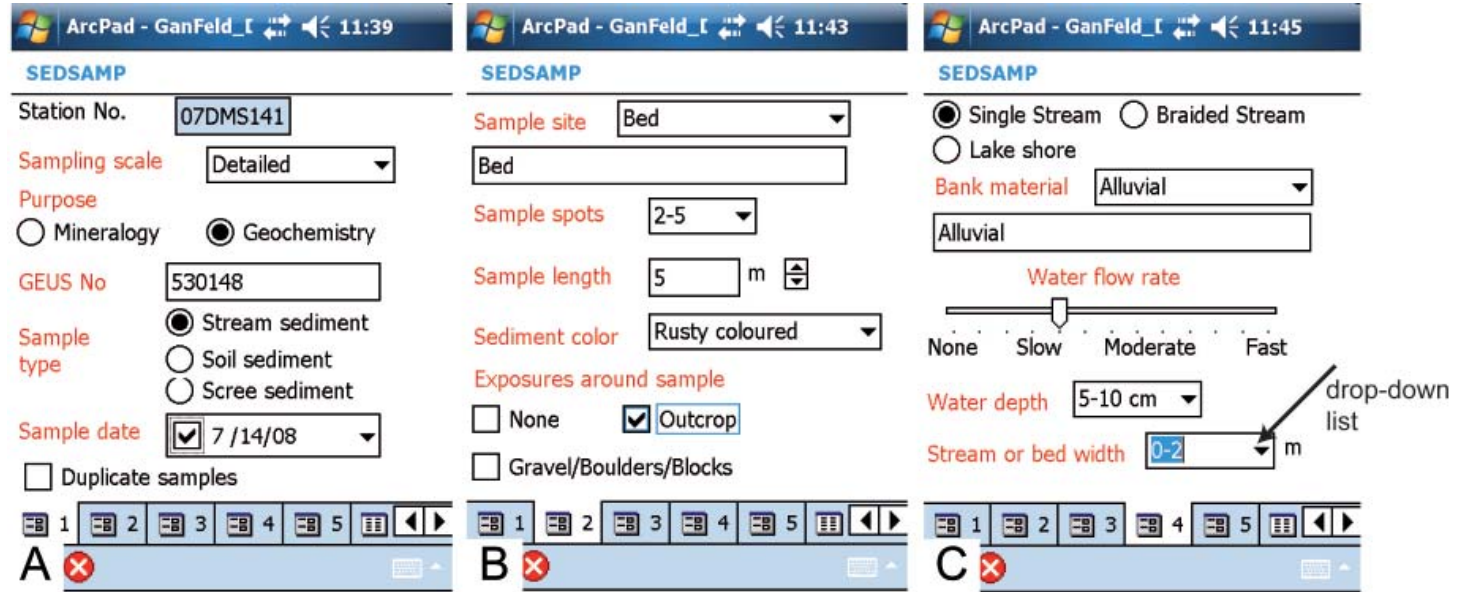 ArcPad - GanFeld_D 11:39
SEDSAMP
Station No. 07DMS141
Sampling scale Detailed
Purpose
Mineralogy Geochemistry
GEUS No 530148
Sample type
Stream sediment
Soil sediment
Scree sediment
Sample date 7 /14/08
Duplicate samples
1 2 3 4 5
A
ArcPad - GanFeld_D 11:43
SEDSAMP
Sample site Bed
Bed
Sample spots 2-5
Sample length 5 m
Sediment color Rusty coloured
Exposures around sample
None Outcrop
Gravel/Boulders/Blocks
1 2 3 4 5
B
ArcPad - GanFeld_D 11:45
SEDSAMP
Single Stream Braided Stream
Lake shore
Bank material Alluvial
Alluvial
Water flow rate
None Slow Moderate Fast
Water depth 5-10 cm
Stream or bed width 0-2 m
1 2 3 4 5
C
drop-down
list